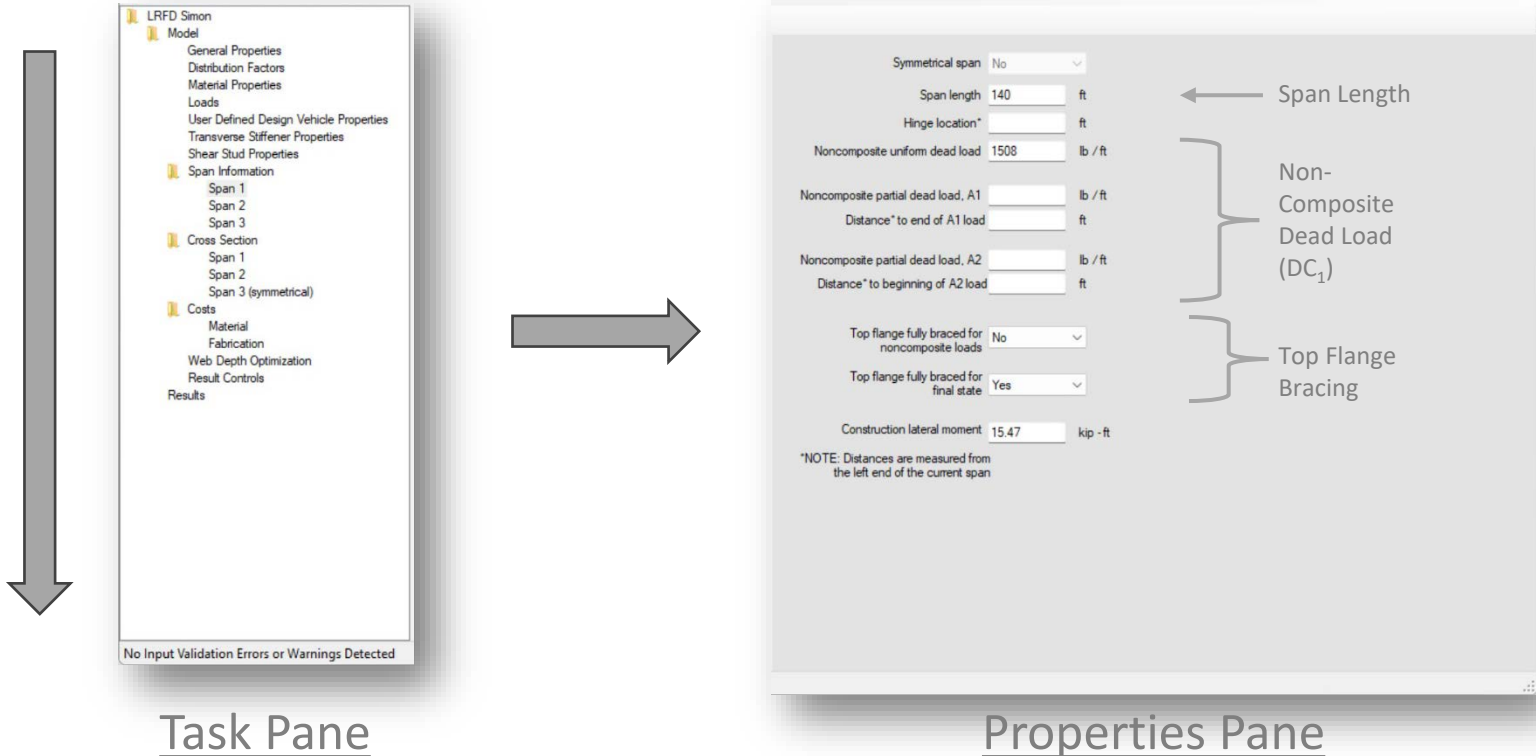 LRFD Simon
Model
General Properties
Distribution Factors
Material Properties
Loads
User Defined Design Vehicle Properties
Transverse Stiffener Properties
Shear Stud Properties
Span Information
Span 1
Span 2
Span 3
Cross Section
Span 1
Span 2
Span 3 (symmetrical)
Costs
Material
Fabrication
Web Depth Optimization
Result Controls
Results
No Input Validation Errors or Warnings Detected
Task Pane
Symmetrical span No
Span length 140 ft
Hinge location* ft
Noncomposite uniform dead load 1508 lb / ft
Noncomposite partial dead load, A1 lb / ft
Distance* to end of A1 load ft
Noncomposite partial dead load, A2 lb / ft
Distance* to beginning of A2 load ft
Top flange fully braced for
noncomposite loads No
Top flange fully braced for
final state Yes
Construction lateral moment 15.47 kip - ft
*NOTE: Distances are measured from
the left end of the current span
Span Length
Non-
Composite
Dead Load
(DC₁)
Top Flange
Bracing
Properties Pane